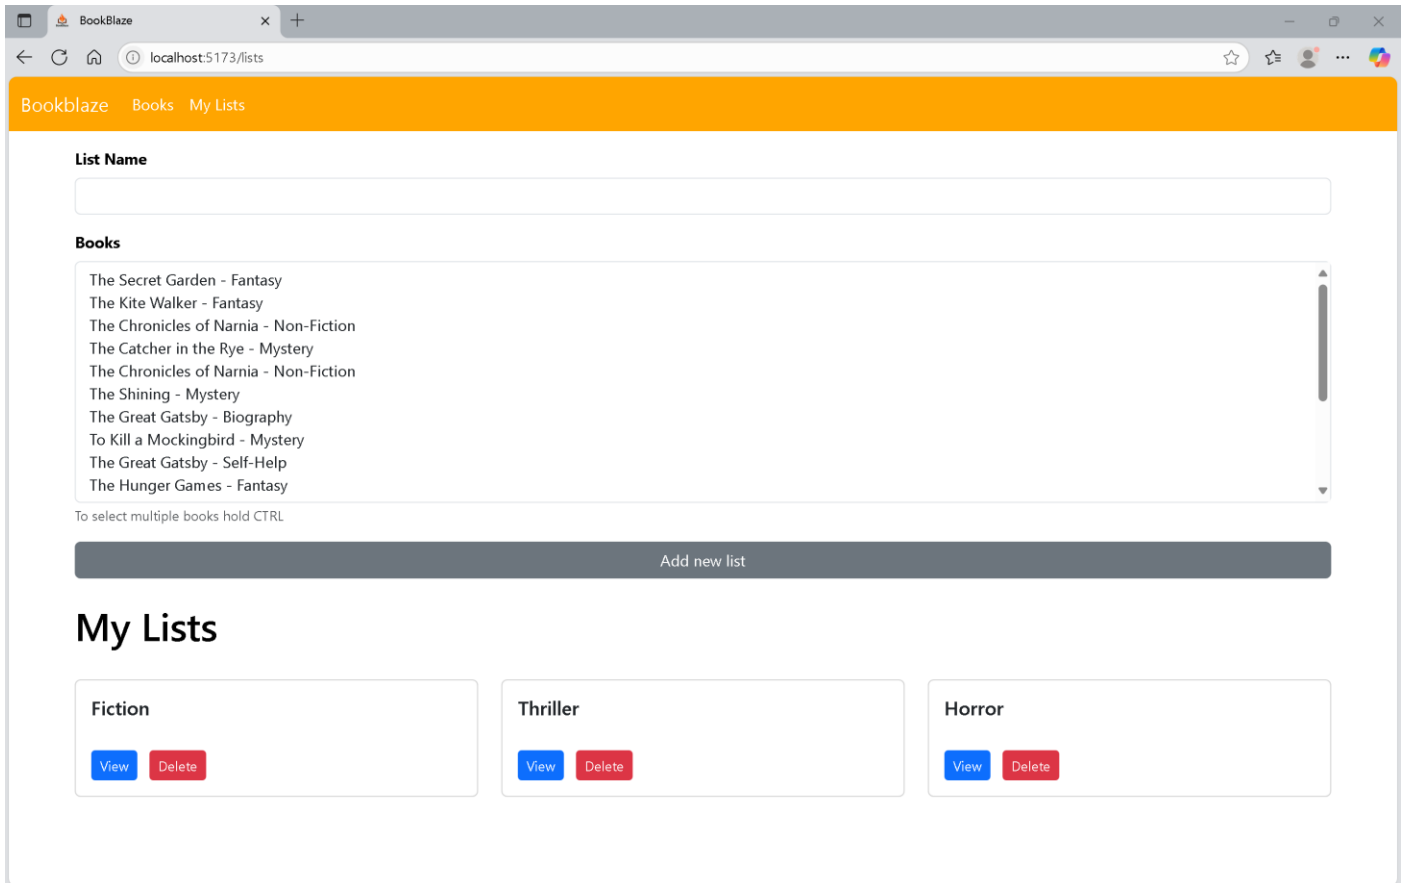 BookBlaze
localhost:5173/lists
Bookblaze Books My Lists
List Name
Books
The Secret Garden - Fantasy
The Kite Walker - Fantasy
The Chronicles of Narnia - Non-Fiction
The Catcher in the Rye - Mystery
The Chronicles of Narnia - Non-Fiction
The Shining - Mystery
The Great Gatsby - Biography
To Kill a Mockingbird - Mystery
The Great Gatsby - Self-Help
The Hunger Games - Fantasy
To select multiple books hold CTRL
Add new list
My Lists
Fiction
View Delete
Thriller
View Delete
Horror
View Delete